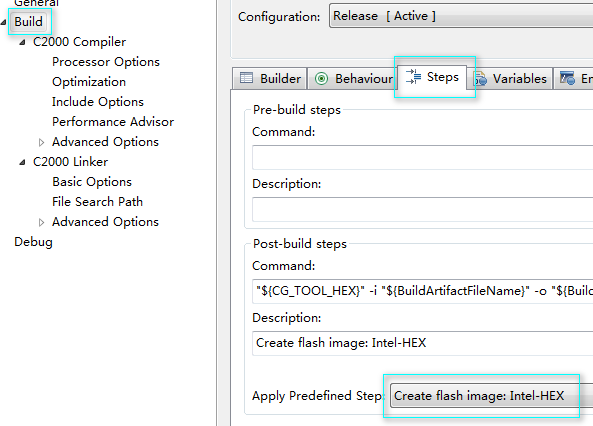 General
Build
C2000 Compiler
Processor Options
Optimization
Include Options
Performance Advisor
Advanced Options
C2000 Linker
Basic Options
File Search Path
Advanced Options
Debug
Configuration: Release [ Active ]
Builder Behaviour Steps Variables
Pre-build steps
Command:
Description:
Post-build steps
Command:
"${CG_TOOL_HEX}" -i "${BuildArtifactFileName}" -o "${Buil
Description:
Create flash image: Intel-HEX
Apply Predefined Step: Create flash image: Intel-HEX